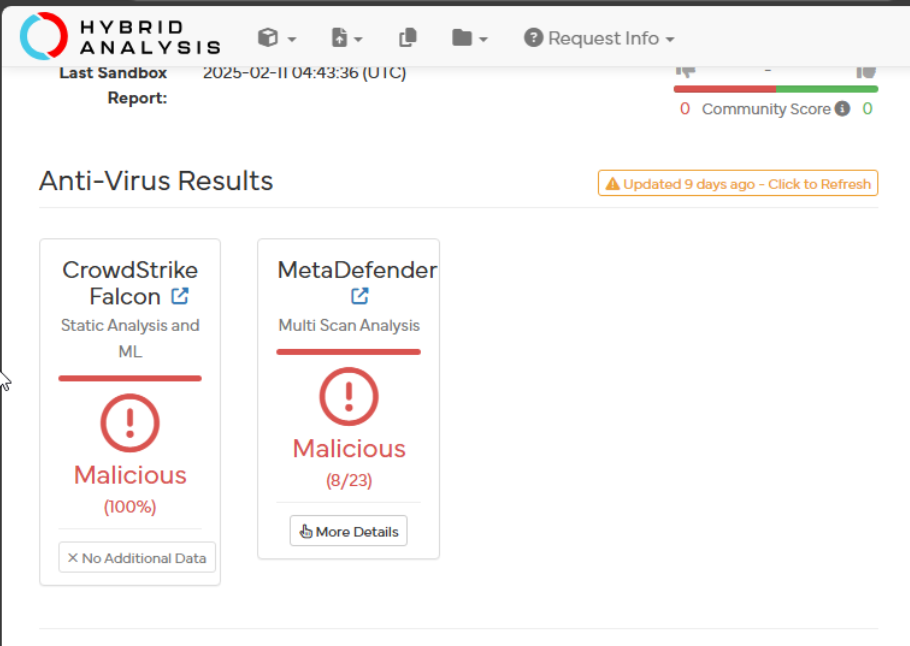 HYBRID
ANALYSIS
Request Info
Last Sandbox
Report:
2025-02-11 04:43:36 (UTC)
-
0 Community Score 0
Anti-Virus Results
Updated 9 days ago - Click to Refresh
CrowdStrike
Falcon
Static Analysis and
ML
Malicious
(100%)
No Additional Data
MetaDefender
Multi Scan Analysis
Malicious
(8/23)
More Details